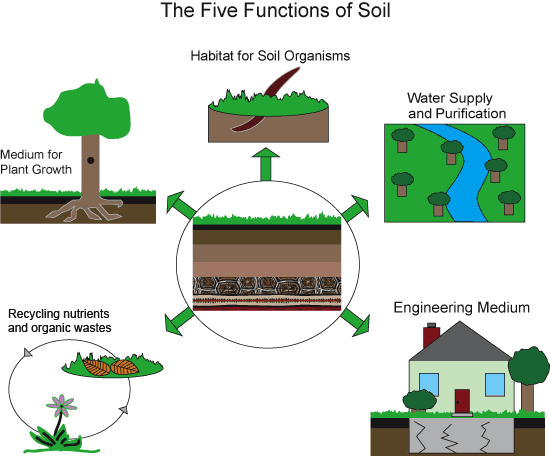 The Five Functions of Soil
Habitat for Soil Organisms
Water Supply
and Purification
Medium for
Plant Growth
Engineering Medium
Recycling nutrients
and organic wastes